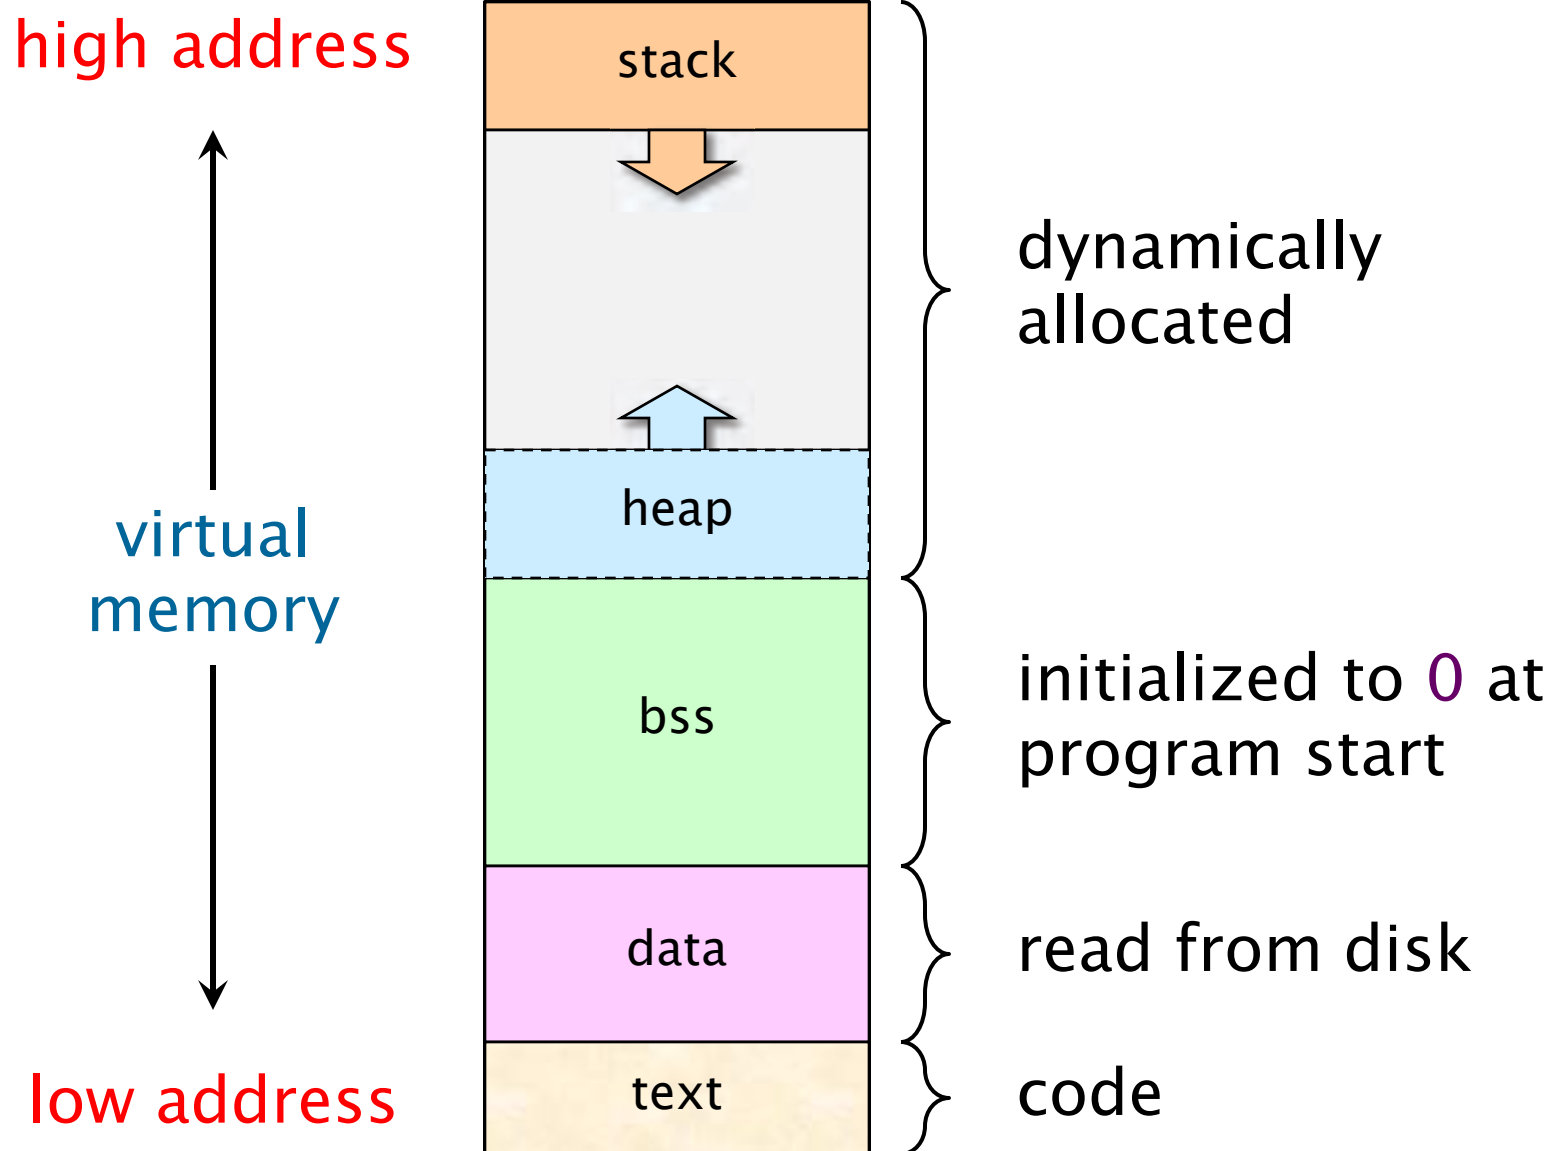 high address
stack
dynamically
allocated
heap
virtual
memory
bss
initialized to 0 at
program start
data
read from disk
low address
text
code